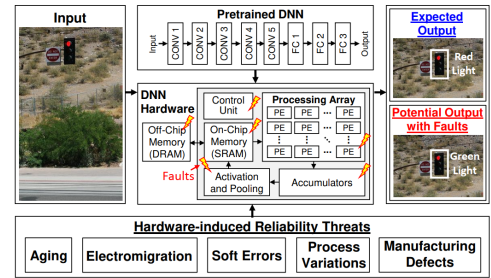 Input
Pretrained DNN
Input
CONV 1
CONV 2
CONV 3
CONV 4
CONV 5
FC 1
FC 2
FC 3
Output
DNN
Hardware
Control
Unit
Processing Array
PE PE ... PE
PE PE ... PE
PE PE ... PE
Off-Chip
Memory
(DRAM)
On-Chip
Memory
(SRAM)
Faults
Activation
and Pooling
Accumulators
Expected
Output
Red
Light
Potential Output
with Faults
Green
Light
Hardware-induced Reliability Threats
Aging
Electromigration
Soft Errors
Process
Variations
Manufacturing
Defects